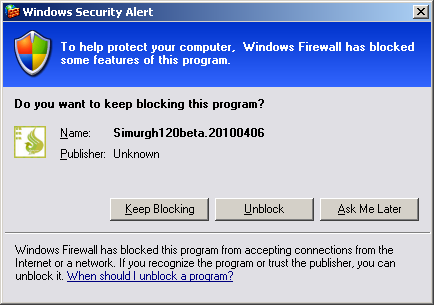 Windows Security Alert
To help protect your computer, Windows Firewall has blocked
some features of this program.
Do you want to keep blocking this program?
Name: Simurgh120beta.20100406
Publisher: Unknown
Keep Blocking Unblock Ask Me Later
Windows Firewall has blocked this program from accepting connections from the
Internet or a network. If you recognize the program or trust the publisher, you can
unblock it. When should I unblock a program?